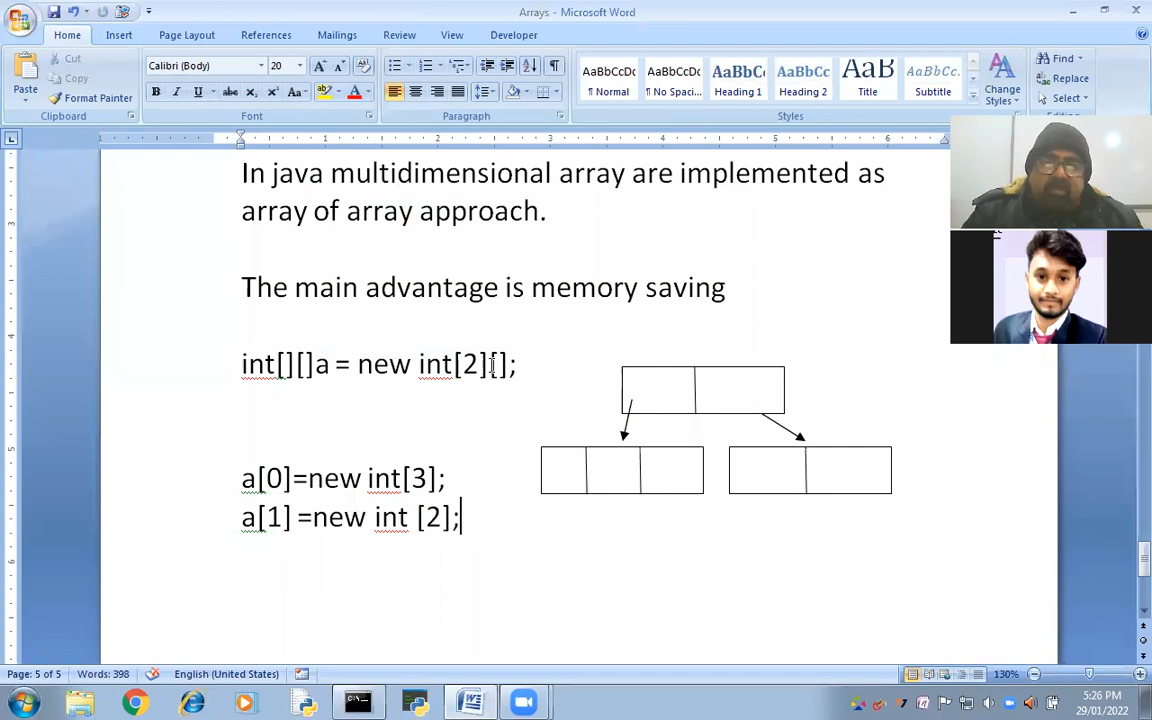 Arrays - Microsoft Word
Home Insert Page Layout References Mailings Review View Developer
Cut
Copy
Format Painter
Paste
Clipboard
Calibri (Body) 20
Font
Paragraph
AaBbCcDc AaBbCcDc AaBbCc AaBbCc AaB AaBbCc.
¶ Normal ¶ No Spaci... Heading 1 Heading 2 Title Subtitle
Styles
Change Styles
Find
Replace
Select
In java multidimensional array are implemented as
array of array approach.
The main advantage is memory saving
int[][]a = new int[2][];
a[0]=new int[3];
a[1] =new int [2];
Page: 5 of 5 Words: 398 English (United States) 130%
5:26 PM
29/01/2022